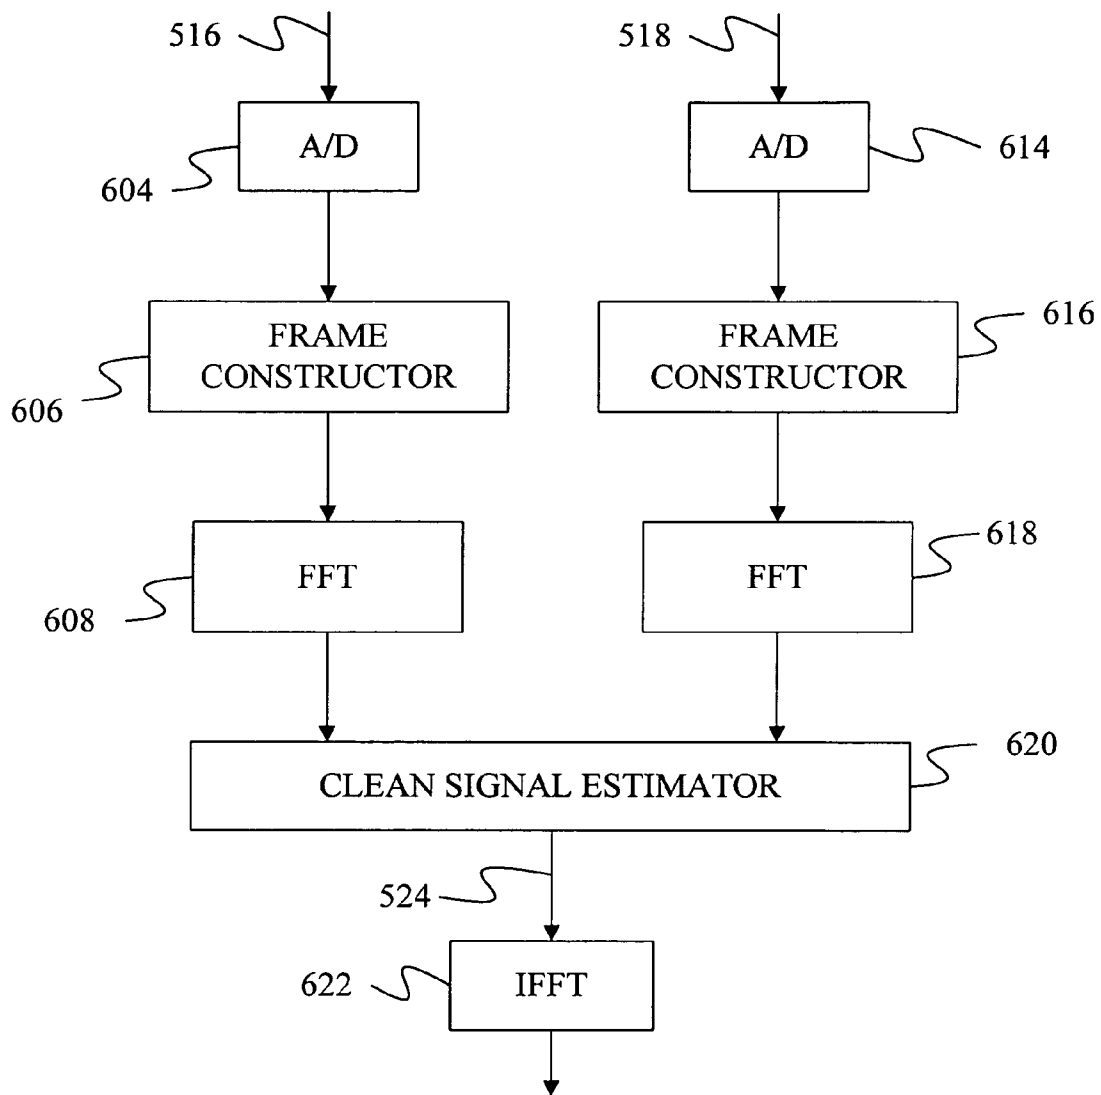 516
518
A/D
A/D
604
614
FRAME
CONSTRUCTOR
FRAME
CONSTRUCTOR
606
616
FFT
FFT
608
618
CLEAN SIGNAL ESTIMATOR
620
524
IFFT
622